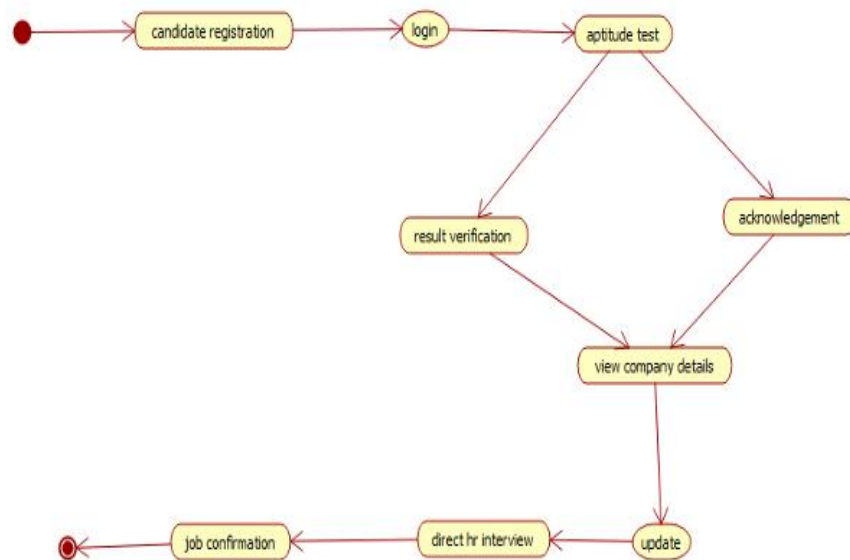 candidate registration
login
aptitude test
result verification
acknowledgement
view company details
job confirmation
direct hr interview
update